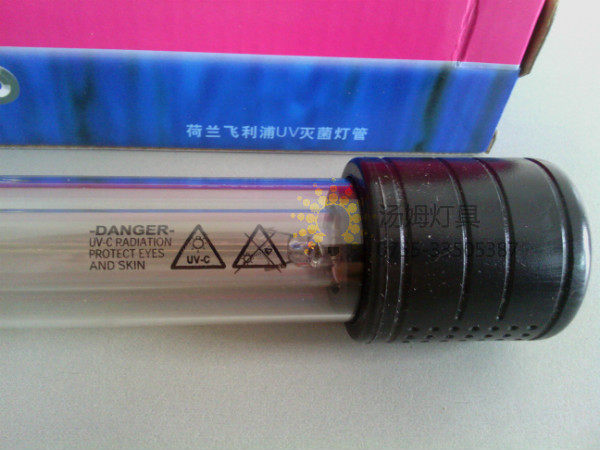 荷兰飞利浦UV灭菌灯管
-DANGER-
UV-C RADIATION
PROTECT EYES
AND SKIN
UV-C
汤姆灯具